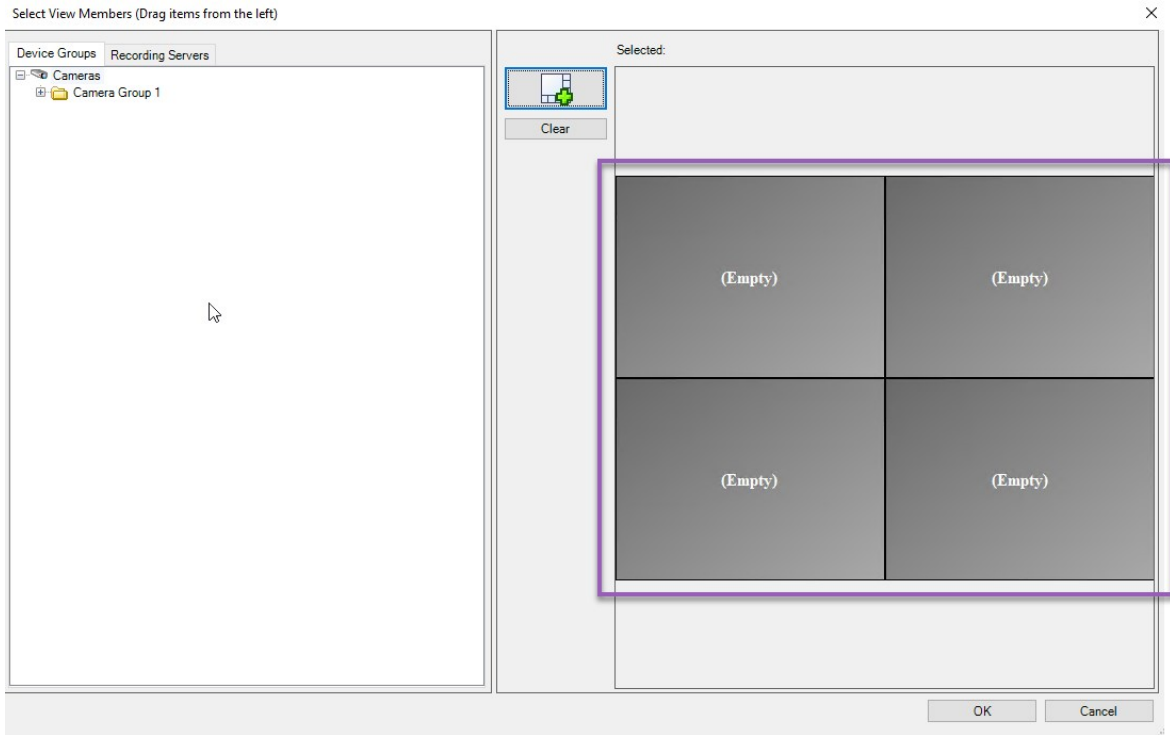 Select View Members (Drag items from the left)
Device Groups
Recording Servers
Cameras
Camera Group 1
Clear
Selected:
(Empty)
(Empty)
(Empty)
(Empty)
OK
Cancel